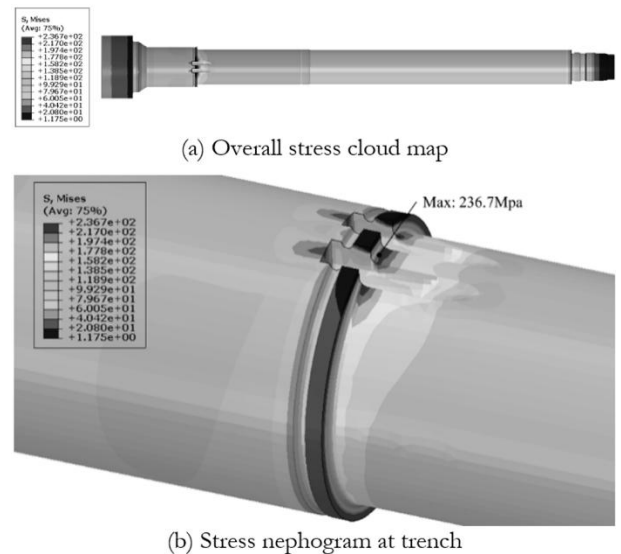 S, Mises
(Avg: 75%)
+2.367e+02
+2.170e+02
+1.974e+02
+1.778e+02
+1.582e+02
+1.385e+02
+1.189e+02
+9.929e+01
+7.967e+01
+6.005e+01
+4.042e+01
+2.080e+01
+1.175e+00
(a) Overall stress cloud map
S, Mises
(Avg: 75%)
+2.367e+02
+2.170e+02
+1.974e+02
+1.778e+02
+1.582e+02
+1.385e+02
+1.189e+02
+9.929e+01
+7.967e+01
+6.005e+01
+4.042e+01
+2.080e+01
+1.175e+00
Max: 236.7Mpa
(b) Stress nephogram at trench